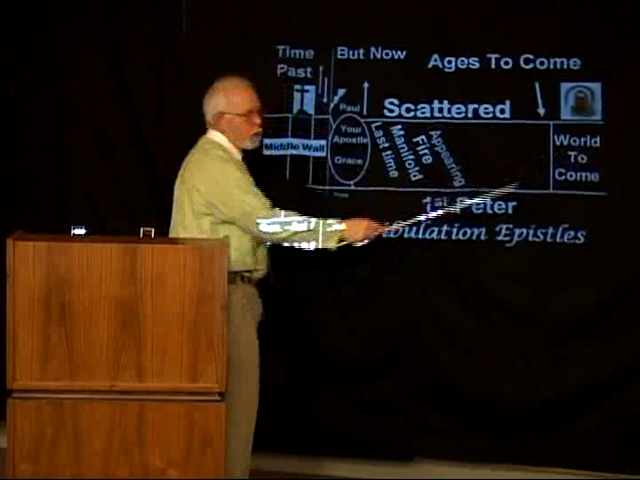 Time
Past
But Now
Ages To Come
Paul
Scattered
Your
Apostle
Grace
Middle Wall
Last time
Manifold
Fire
Appearing
World
To
Come
1st Peter
Tribulation Epistles